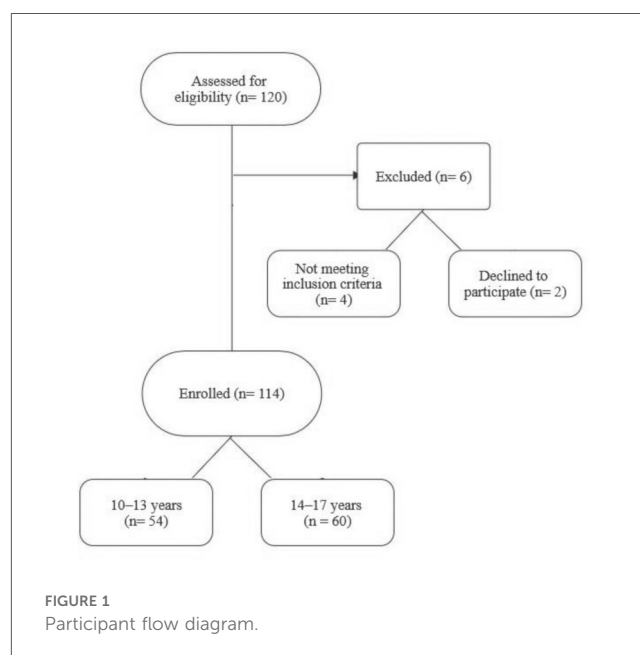 Assessed for
eligibility (n= 120)
Excluded (n= 6)
Not meeting
inclusion criteria
(n= 4)
Declined to
participate (n= 2)
Enrolled (n= 114)
10–13 years
(n= 54)
14–17 years
(n = 60)
FIGURE 1
Participant flow diagram.